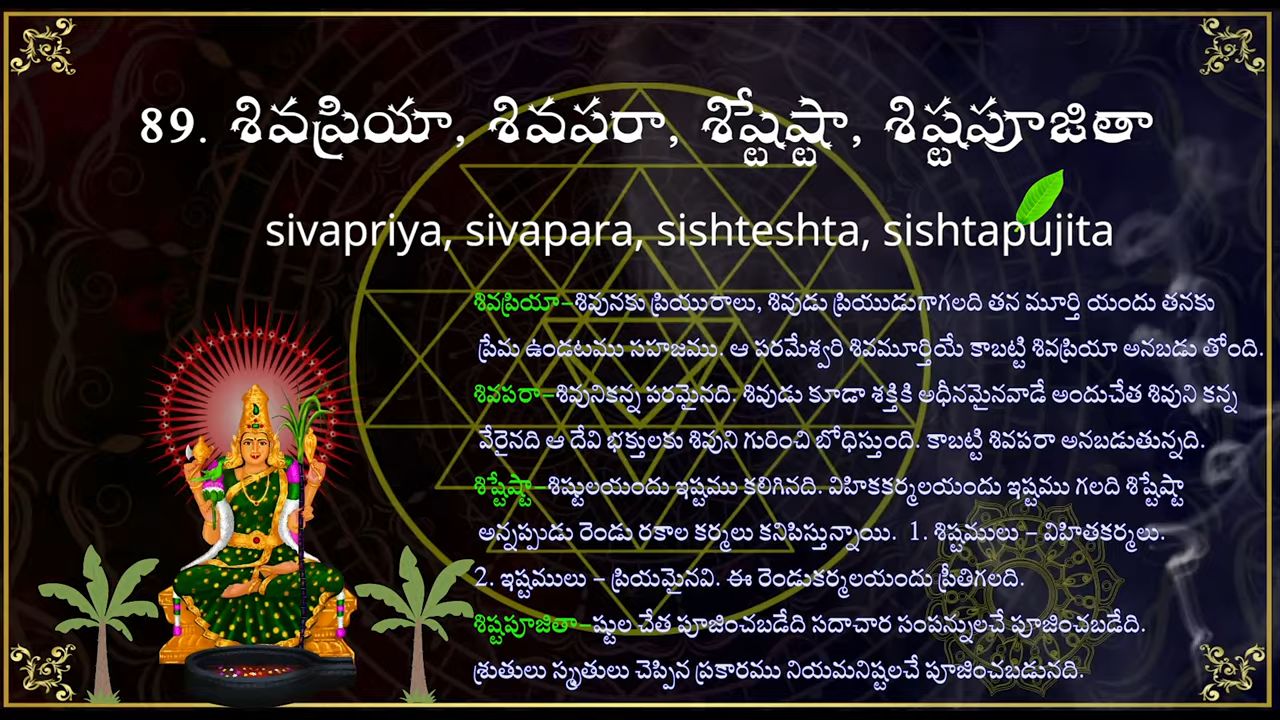 89. శివప్రియా, శివపరా, శిష్టేష్టా, శిష్టపూజితా
sivapriya, sivapara, sishteshta, sishtapujita
శివప్రియా-శివునకు ప్రియురాలు, శివుడు ప్రియుడుగాగలది తన మూర్తి యందు తనకు
ప్రేమ ఉండటము సహజము. ఆ పరమేశ్వరి శివమూర్తియే కాబట్టి శివప్రియా అనబడు తోంది.
శివపరా-శివునికన్న పరమైనది. శివుడు కూడా శక్తికి అధీనమైనవాడే అందుచేత శివుని కన్న
వేరైనది ఆ దేవి భక్తులకు శివుని గురించి బోధిస్తుంది. కాబట్టి శివపరా అనబడుతున్నది.
శిష్టేష్టా-శిష్టులయందు ఇష్టము కలిగినది. విహికకర్మలయందు ఇష్టము గలది శిష్టేష్టా
అన్నప్పుడు రెండు రకాల కర్మలు కనిపిస్తున్నాయి. 1. శిష్టములు – విహితకర్మలు.
2. ఇష్టములు – ప్రియమైనవి. ఈ రెండుకర్మలయందు ప్రీతిగలది.
శిష్టపూజితా-ష్టుల చేత పూజించబడేది సదాచార సంపన్నులచే పూజించబడేది.
శ్రుతులు స్మృతులు చెప్పిన ప్రకారము నియమనిష్టలచే పూజించబడునది.